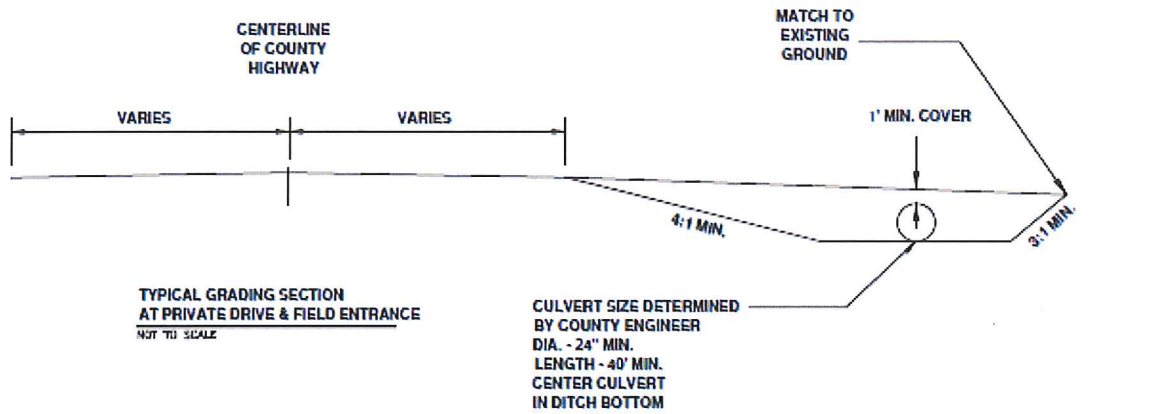 CENTERLINE
OF COUNTY
HIGHWAY
MATCH TO
EXISTING
GROUND
VARIES
VARIES
1' MIN. COVER
4:1 MIN.
3:1 MIN.
TYPICAL GRADING SECTION
AT PRIVATE DRIVE & FIELD ENTRANCE
NOT TO SCALE
CULVERT SIZE DETERMINED
BY COUNTY ENGINEER
DIA. - 24" MIN.
LENGTH - 40' MIN.
CENTER CULVERT
IN DITCH BOTTOM